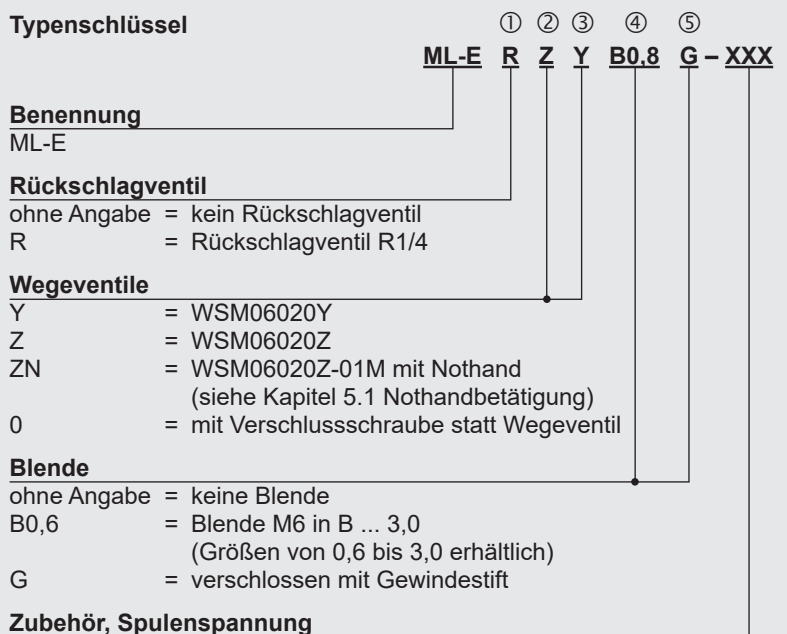 Typenschlüssel ① ② ③ ④ ⑤
ML-E R Z Y B0,8 G – XXX
Benennung
ML-E
Rückschlagventil
ohne Angabe = kein Rückschlagventil
R = Rückschlagventil R1/4
Wegeventile
Y = WSM06020Y
Z = WSM06020Z
ZN = WSM06020Z-01M mit Nothand
(siehe Kapitel 5.1 Nothandbetätigung)
0 = mit Verschlussschraube statt Wegeventil
Blende
ohne Angabe = keine Blende
B0,6 = Blende M6 in B ... 3,0
(Größen von 0,6 bis 3,0 erhältlich)
G = verschlossen mit Gewindestift
Zubehör, Spulenspannung